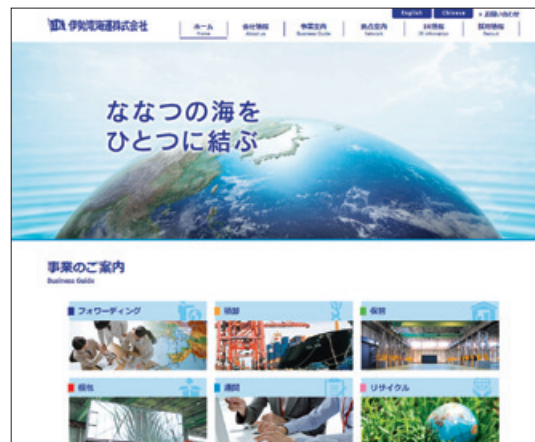 English Chinese お問い合わせ
伊勢湾海運株式会社
ホーム 会社情報 事業案内 拠点案内 IR情報 採用情報
Home About us Business Guide Network IR Information Recruit
ななつの海を
ひとつに結ぶ
事業のご案内
Business Guide
フォワーディング 荷卸 保管
梱包 通関 リサイクル